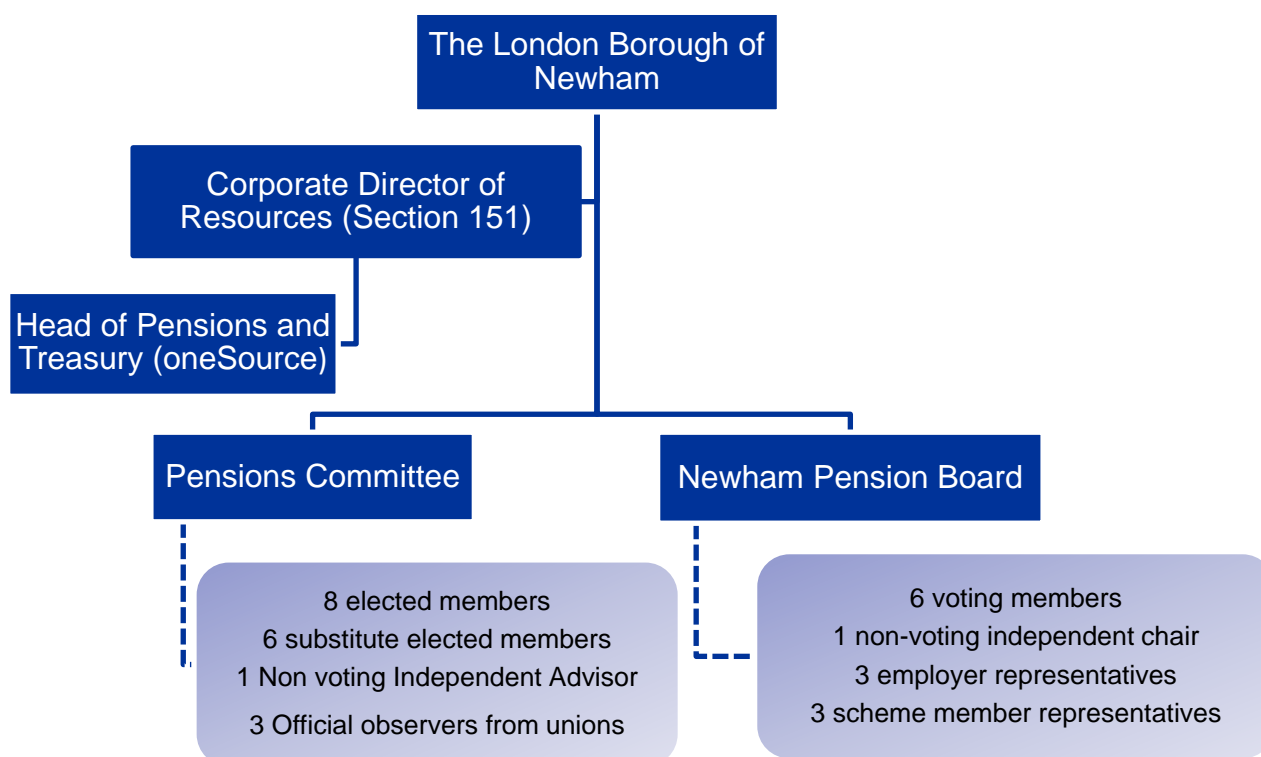 The London Borough of
Newham
Corporate Director of
Resources (Section 151)
Head of Pensions and
Treasury (oneSource)
Pensions Committee
Newham Pension Board
8 elected members
6 substitute elected members
1 Non voting Independent Advisor
3 Official observers from unions
6 voting members
1 non-voting independent chair
3 employer representatives
3 scheme member representatives